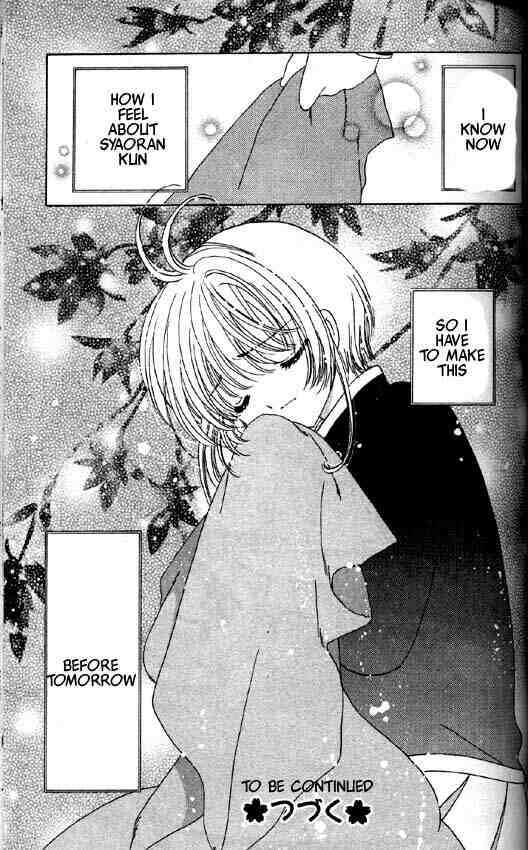 I
KNOW
NOW
HOW I
FEEL
ABOUT
SYAORAN
KUN
SO I
HAVE
TO MAKE
THIS
BEFORE
TOMORROW
TO BE CONTINUED
つづく